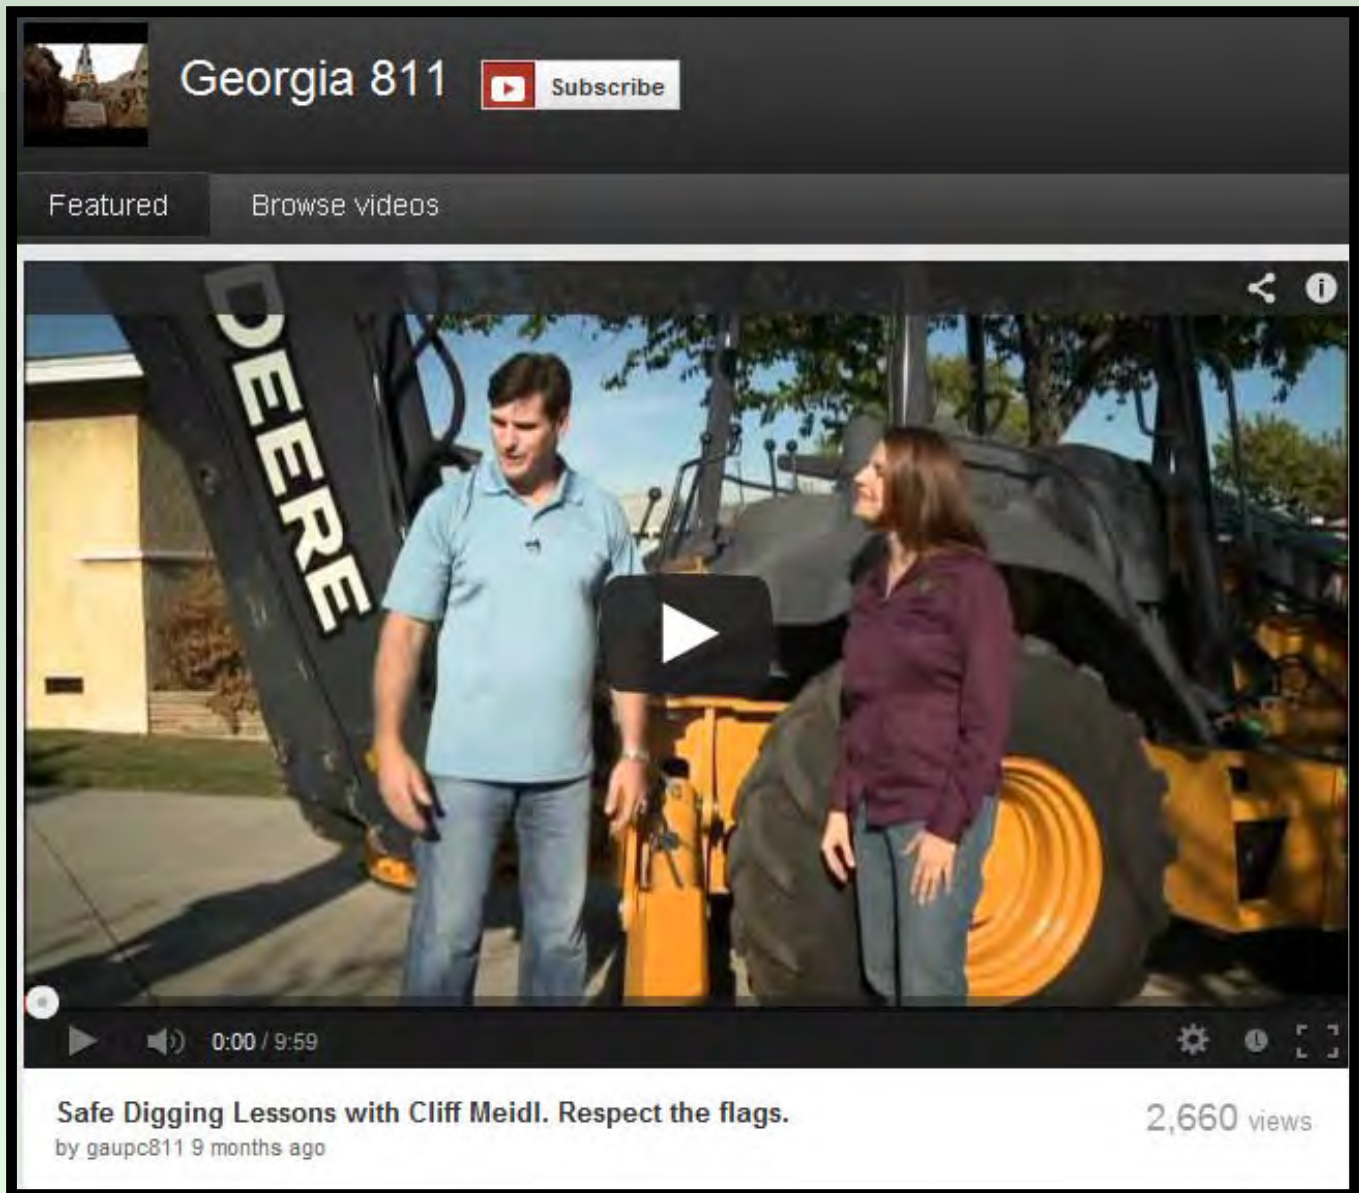 Georgia 811
Subscribe
Featured
Browse videos
DEERE
0:00 / 9:59
Safe Digging Lessons with Cliff Meidl. Respect the flags.
2,660 views
by gaupc811 9 months ago